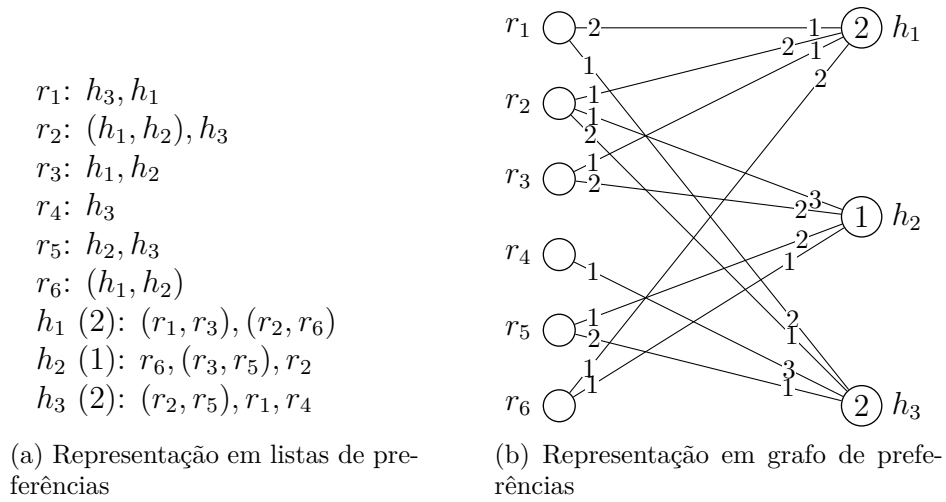 r1: h3, h1
r2: (h1, h2), h3
r3: h1, h2
r4: h3
r5: h2, h3
r6: (h1, h2)
h1 (2): (r1, r3), (r2, r6)
h2 (1): r6, (r3, r5), r2
h3 (2): (r2, r5), r1, r4
(a) Representação em listas de pre-
ferências
r1 2 1 2 h1
1 2 1
2
r2 1
1
2
r3 1
2 3
2 1 h2
2
r4 1 1
r5 1 2
2 1
3
1 1
r6 1 2 h3
(b) Representação em grafo de prefe-
rências